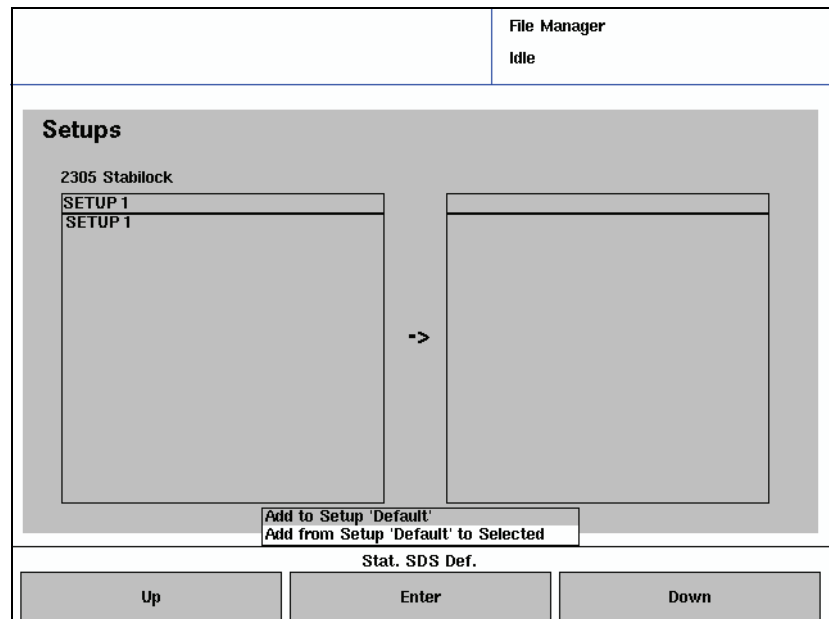 File Manager
Idle
Setups
2305 Stabilock
SETUP 1
SETUP 1
->
Add to Setup 'Default'
Add from Setup 'Default' to Selected
Stat. SDS Def.
Up
Enter
Down